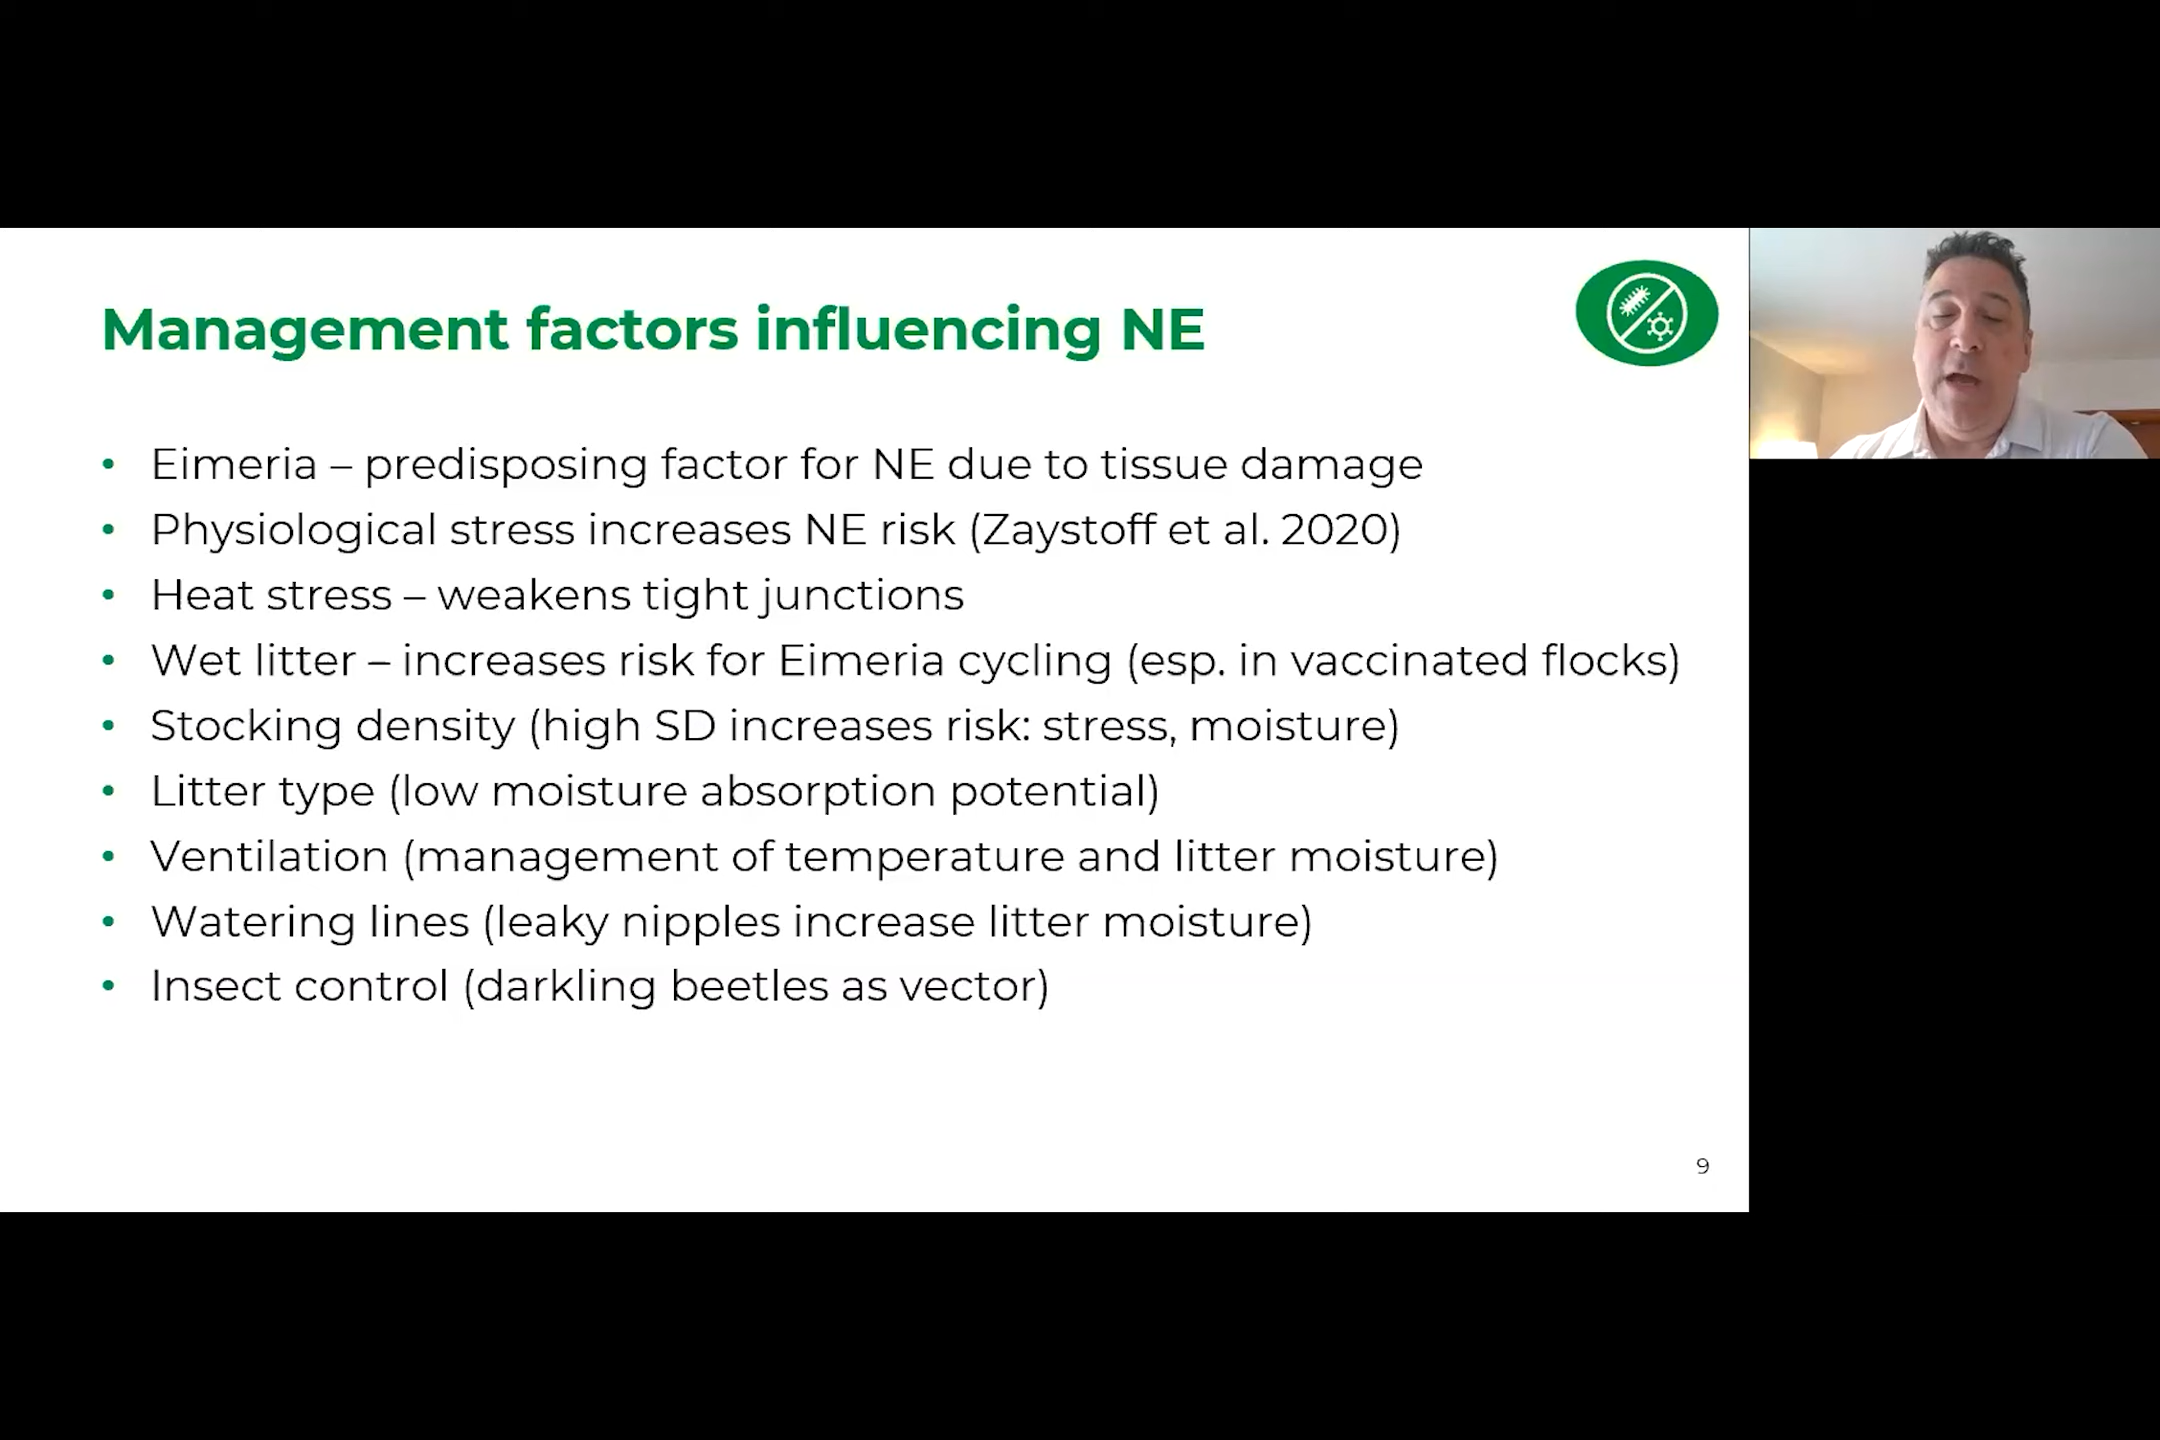 Management factors influencing NE
• Eimeria – predisposing factor for NE due to tissue damage
• Physiological stress increases NE risk (Zaystoff et al. 2020)
• Heat stress – weakens tight junctions
• Wet litter – increases risk for Eimeria cycling (esp. in vaccinated flocks)
• Stocking density (high SD increases risk: stress, moisture)
• Litter type (low moisture absorption potential)
• Ventilation (management of temperature and litter moisture)
• Watering lines (leaky nipples increase litter moisture)
• Insect control (darkling beetles as vector)
9